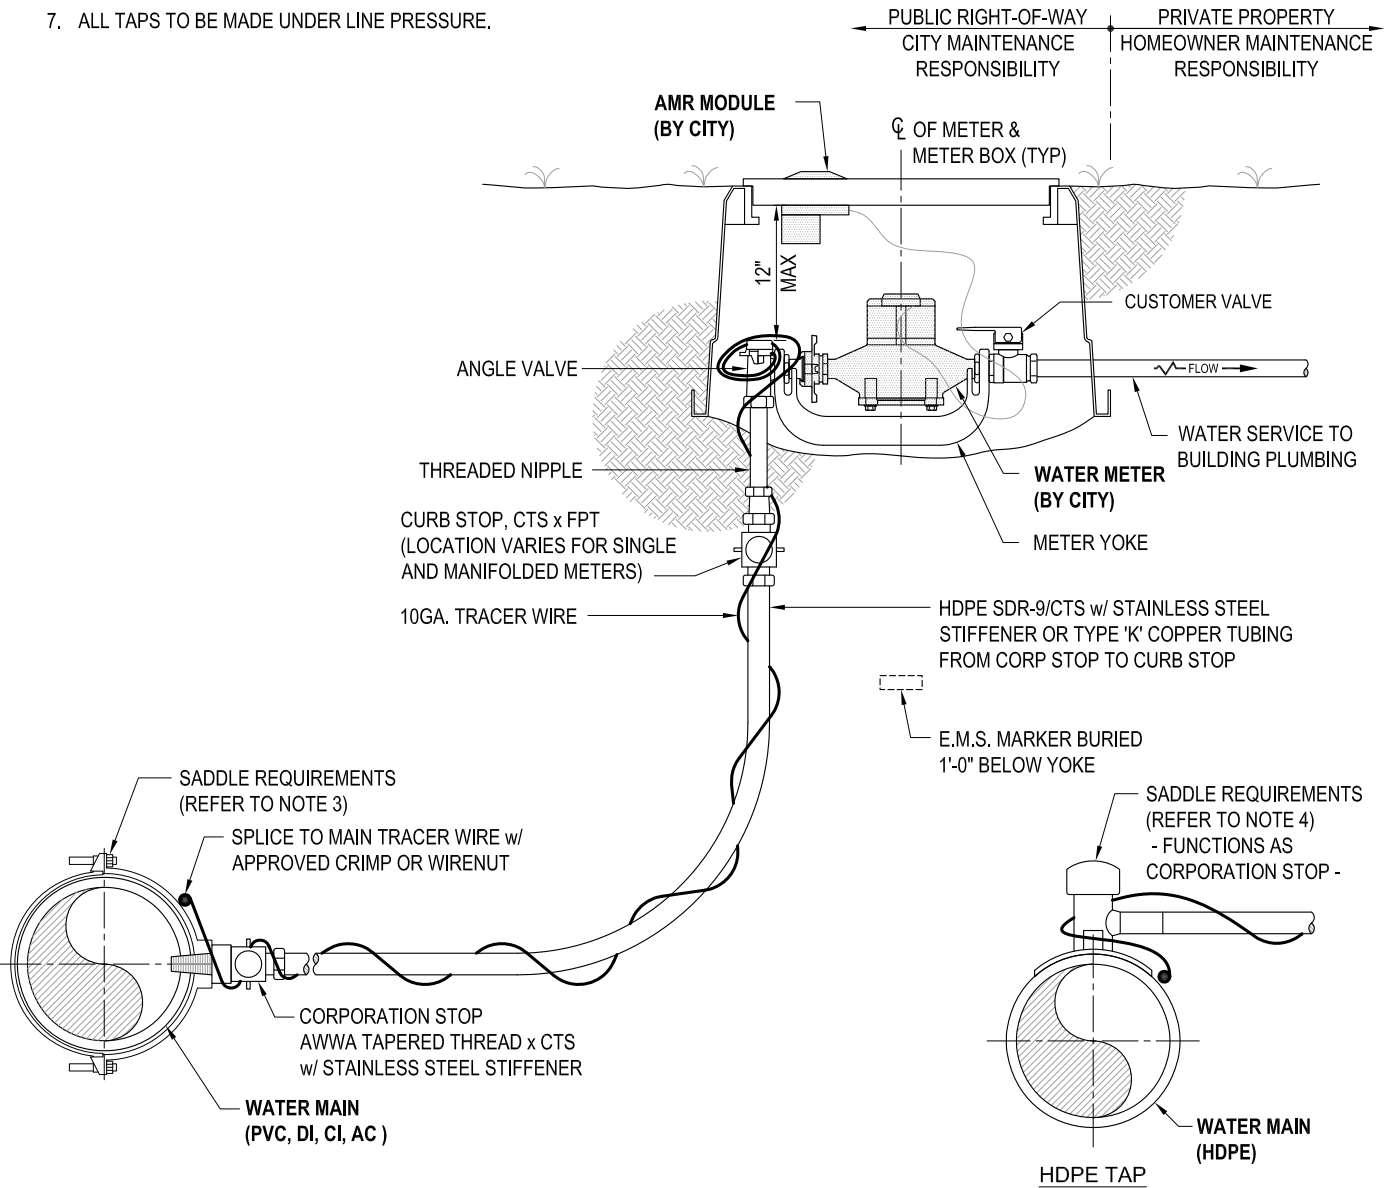 7. ALL TAPS TO BE MADE UNDER LINE PRESSURE.
PUBLIC RIGHT-OF-WAY
CITY MAINTENANCE
RESPONSIBILITY
PRIVATE PROPERTY
HOMEOWNER MAINTENANCE
RESPONSIBILITY
AMR MODULE
(BY CITY)
℄ OF METER &
METER BOX (TYP)
12"
MAX
CUSTOMER VALVE
ANGLE VALVE
FLOW
WATER SERVICE TO
BUILDING PLUMBING
THREADED NIPPLE
WATER METER
(BY CITY)
CURB STOP, CTS x FPT
(LOCATION VARIES FOR SINGLE
AND MANIFOLDED METERS)
METER YOKE
10GA. TRACER WIRE
HDPE SDR-9/CTS w/ STAINLESS STEEL
STIFFENER OR TYPE 'K' COPPER TUBING
FROM CORP STOP TO CURB STOP
E.M.S. MARKER BURIED
1'-0" BELOW YOKE
SADDLE REQUIREMENTS
(REFER TO NOTE 3)
SPLICE TO MAIN TRACER WIRE w/
APPROVED CRIMP OR WIRENUT
SADDLE REQUIREMENTS
(REFER TO NOTE 4)
- FUNCTIONS AS
CORPORATION STOP -
CORPORATION STOP
AWWA TAPERED THREAD x CTS
w/ STAINLESS STEEL STIFFENER
WATER MAIN
(PVC, DI, CI, AC )
WATER MAIN
(HDPE)
HDPE TAP